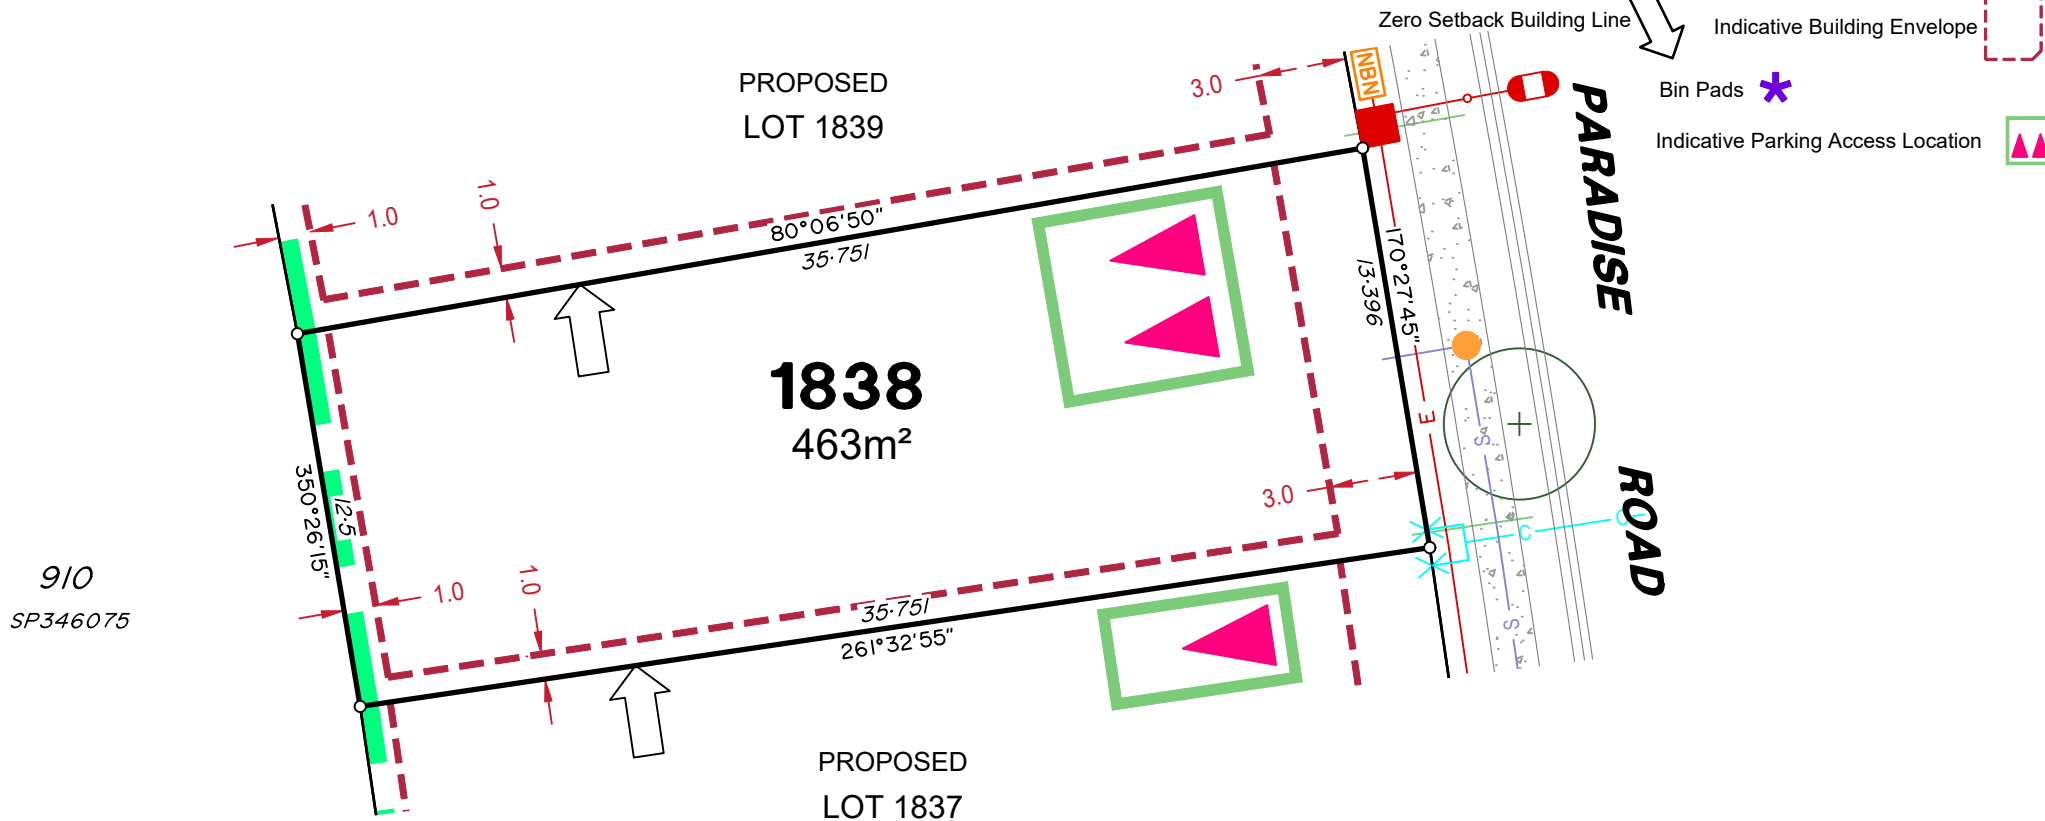 Zero Setback Building Line
Indicative Building Envelope
Bin Pads
Indicative Parking Access Location
PROPOSED
LOT 1839
3.0
NBN
PARADISE
ROAD
1.0
1.0
80°06'50"
35·751
170°27'45"
13·396
1838
463m²
E
S
S
C
C
3.0
350°26'15"
12·5
910
SP346075
1.0
1.0
35·751
261°32'55"
PROPOSED
LOT 1837